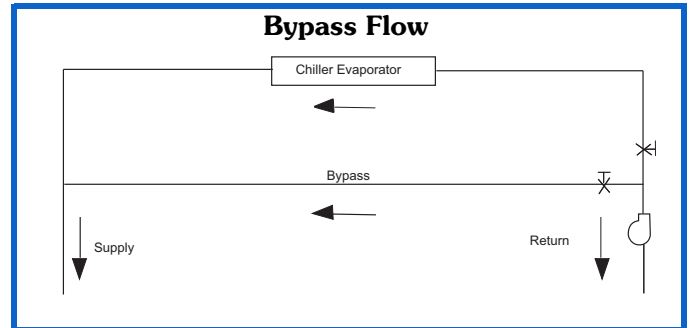 Bypass Flow
Chiller Evaporator
Bypass
Supply
Return